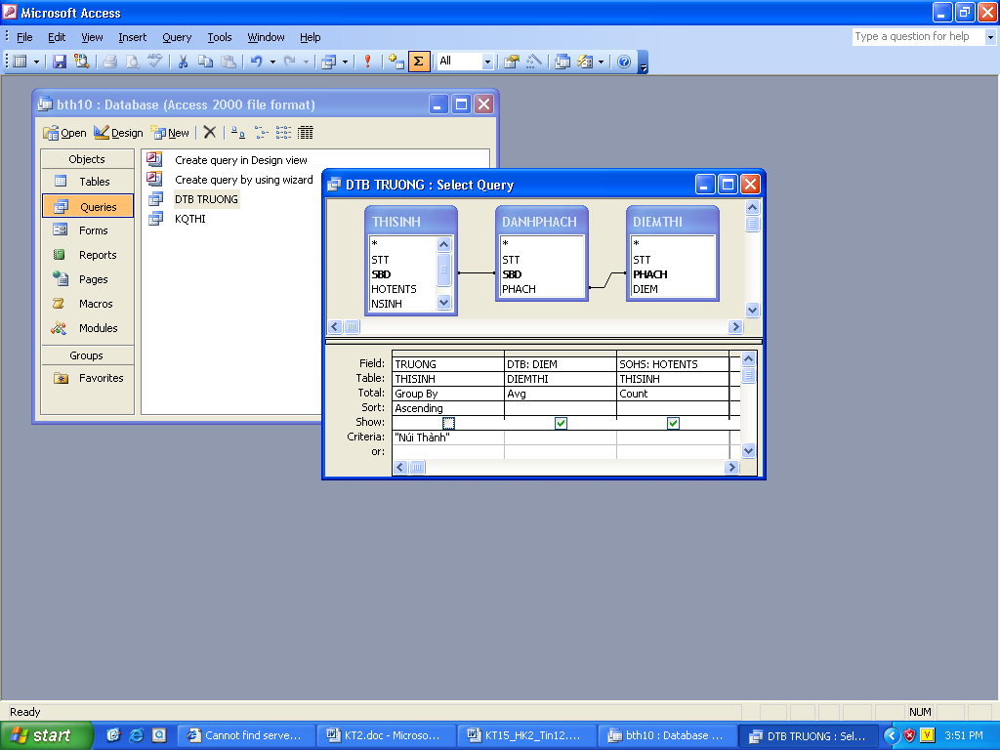 Microsoft Access
File Edit View Insert Query Tools Window Help
Type a question for help
All
bth10 : Database (Access 2000 file format)
Open Design New
Objects
Tables
Queries
Forms
Reports
Pages
Macros
Modules
Groups
Favorites
Create query in Design view
Create query by using wizard
DTB TRUONG
KQTHI
DTB TRUONG : Select Query
THISINH
*
STT
SBD
HOTENTS
NSINH
DANHPHACH
*
STT
SBD
PHACH
DIEMTHI
*
STT
PHACH
DIEM
Field: TRUONG DTB: DIEM SOHS: HOTENTS
Table: THISINH DIEMTHI THISINH
Total: Group By Avg Count
Sort: Ascending
Show:
Criteria: "Núi Thành"
or:
Ready
NUM
start
Cannot find serve...
KT2.doc - Microso...
KT15_HK2_Tin12....
bth10 : Database ...
DTB TRUONG : Sel...
V
3:51 PM